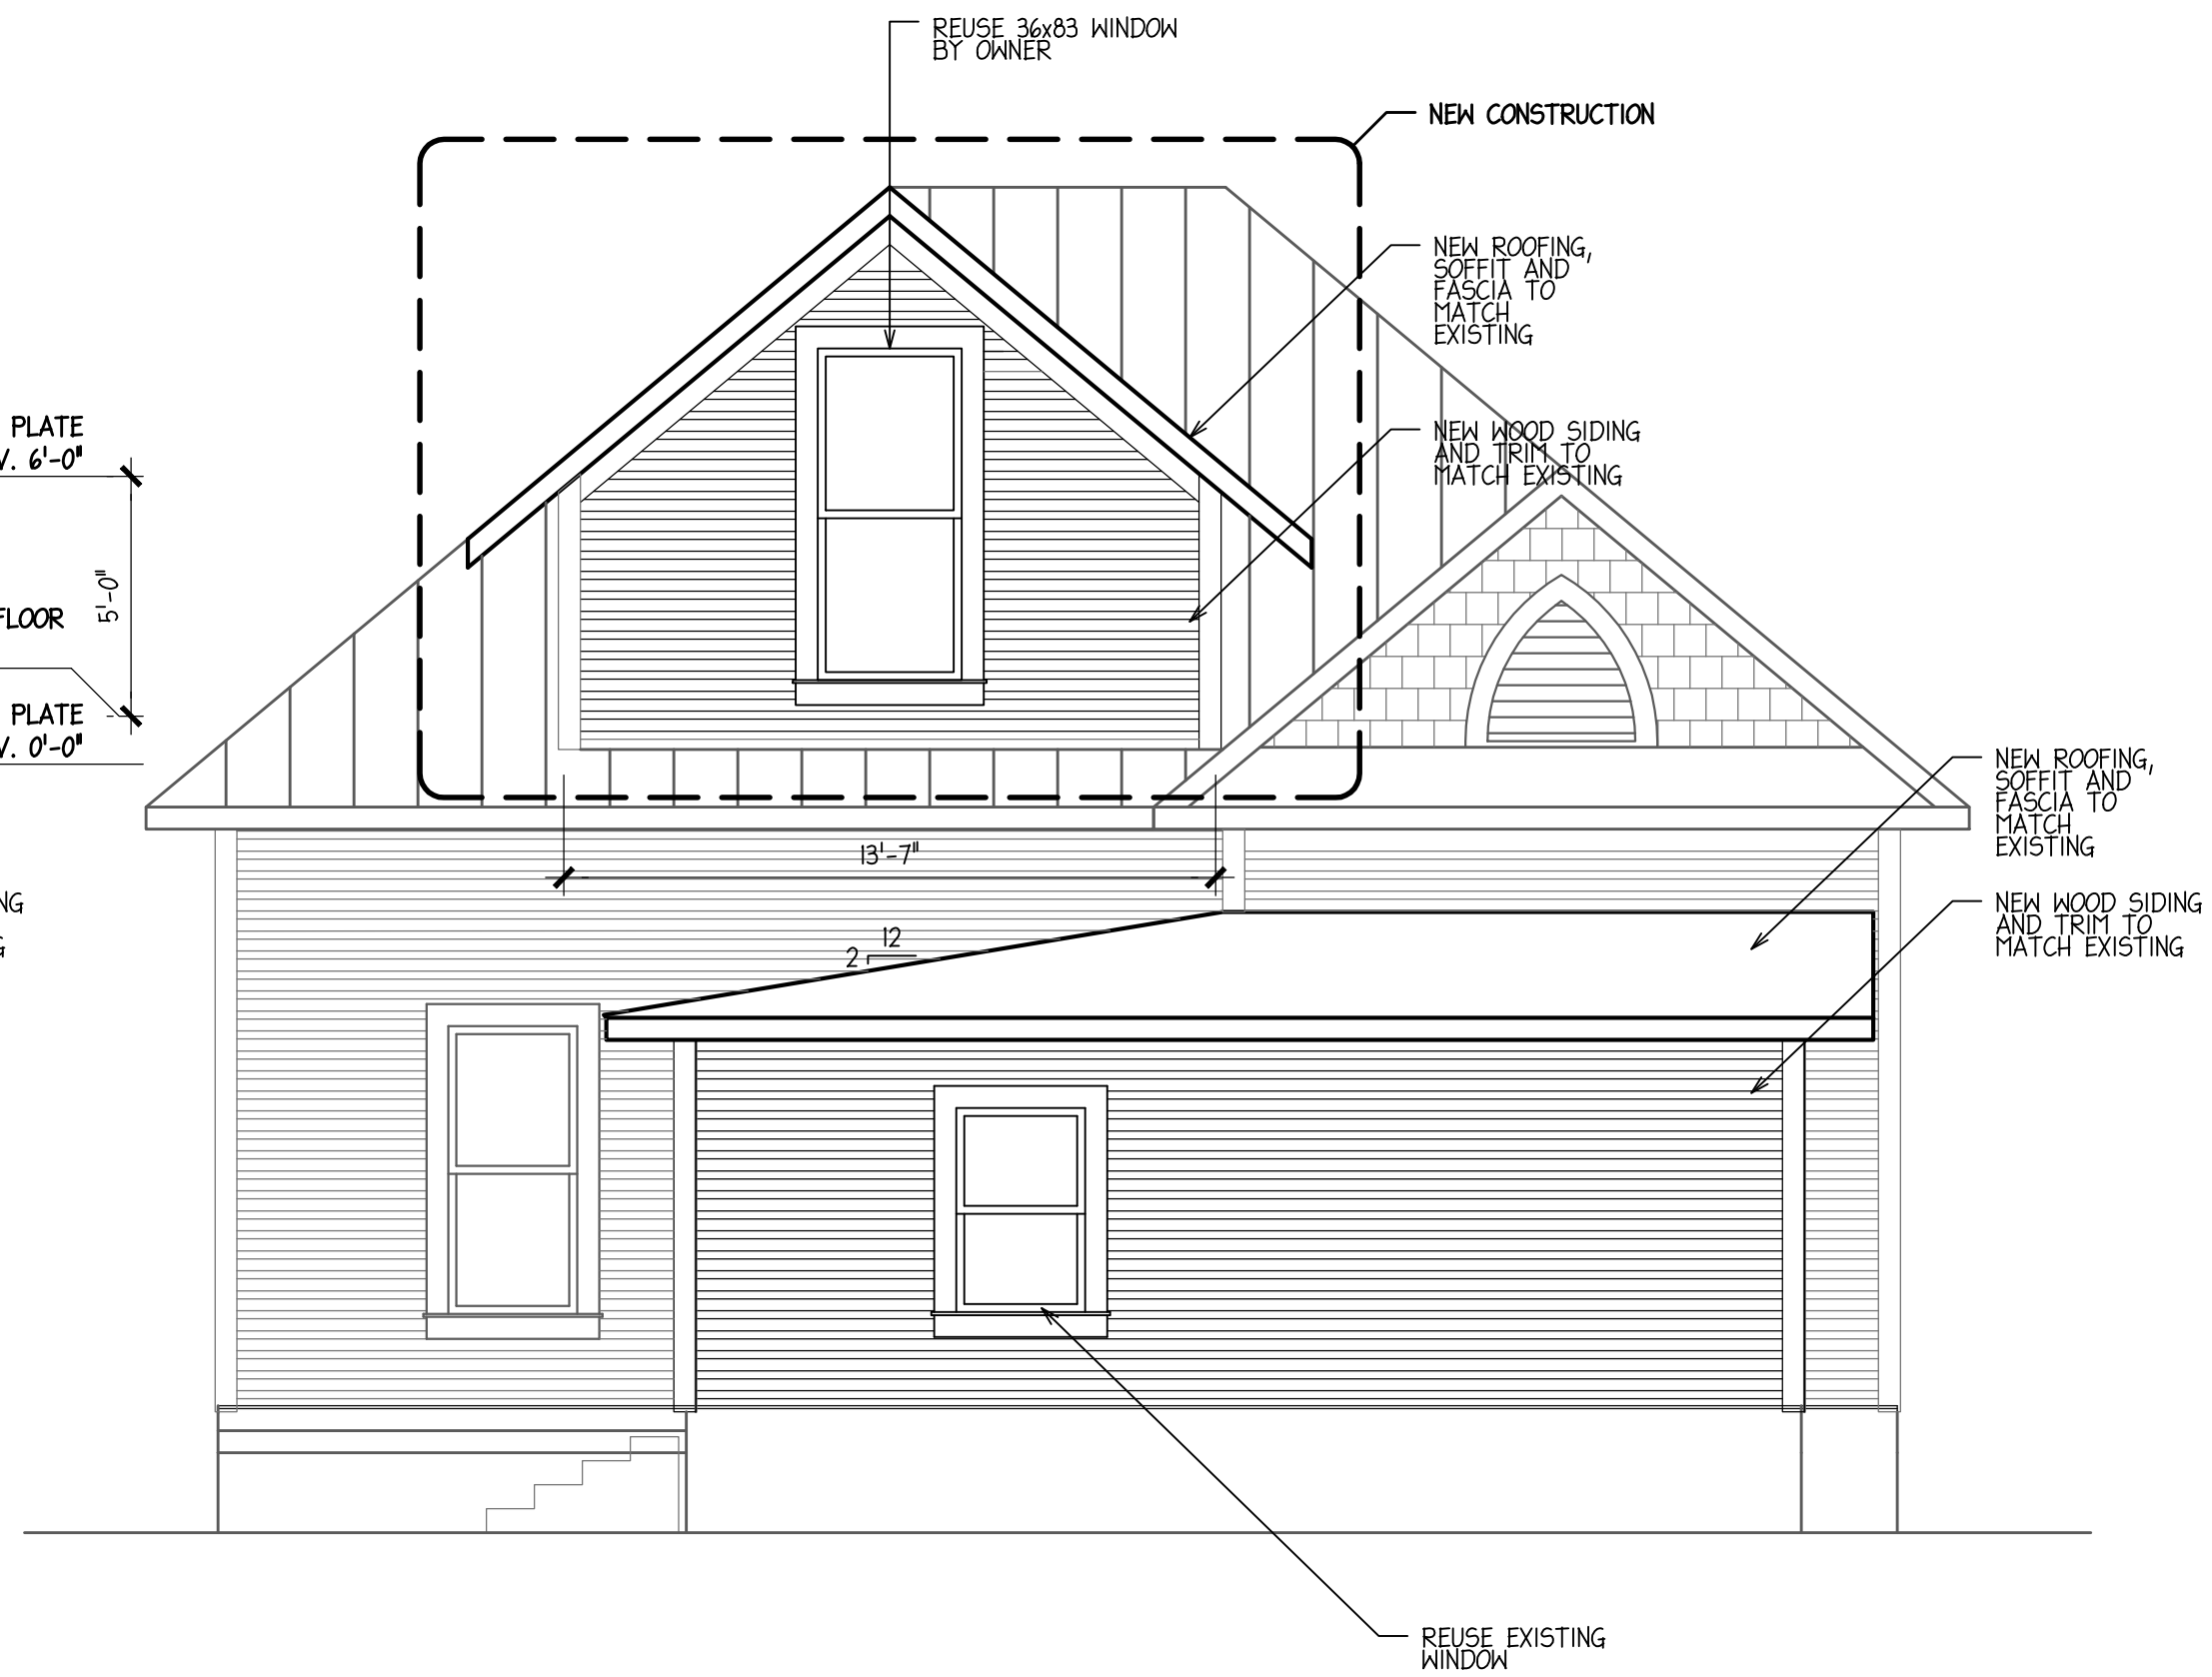 REUSE 36x83 WINDOW
BY OWNER
NEW CONSTRUCTION
NEW ROOFING,
SOFFIT AND
FASCIA TO
MATCH
EXISTING
PLATE
V. 6'-0"
NEW WOOD SIDING
AND TRIM TO
MATCH EXISTING
5'-0"
FLOOR
PLATE
V. 0'-0"
NEW ROOFING,
SOFFIT AND
FASCIA TO
MATCH
EXISTING
13'-7"
NG
G
NEW WOOD SIDING
AND TRIM TO
MATCH EXISTING
12
2
REUSE EXISTING
WINDOW